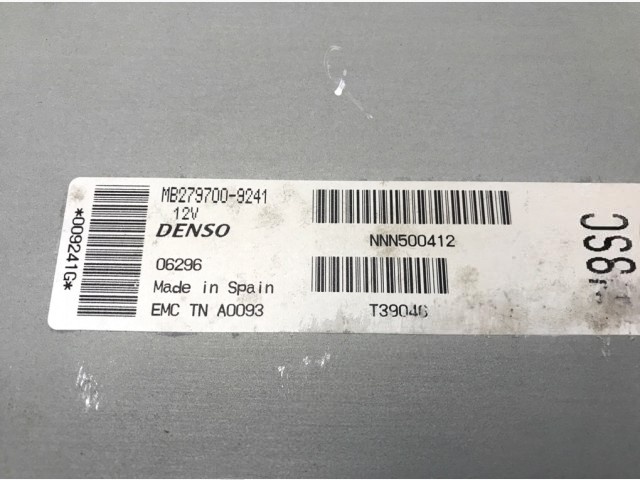 *009241G*
MB279700-9241
12V
DENSO
06296
Made in Spain
EMC TN A0093
NNN500412
T39046